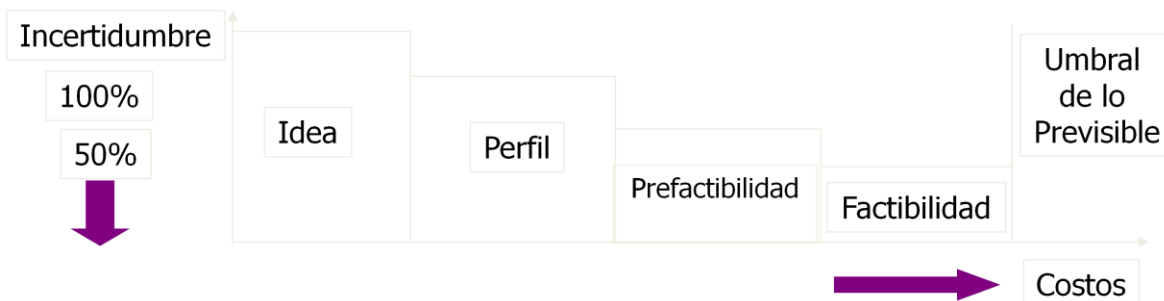 Incertidumbre
100%
50%
Idea
Perfil
Prefactibilidad
Factibilidad
Umbral
de lo
Previsible
Costos